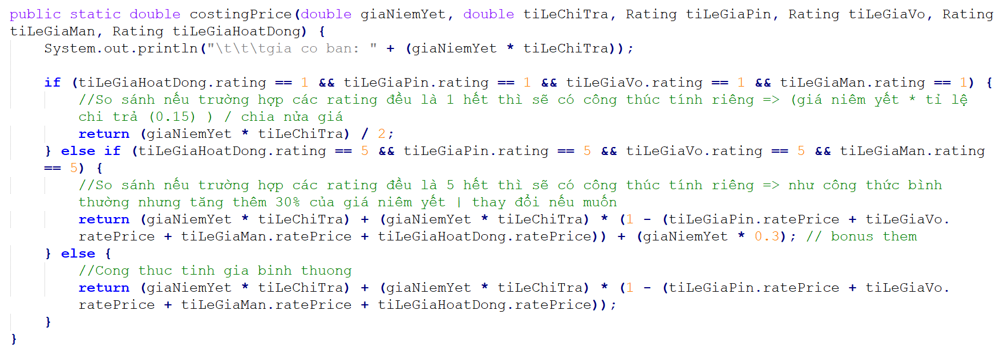 public static double costingPrice(double giaNiemYet, double tiLeChiTra, Rating tiLeGiaPin, Rating tiLeGiaVo, Rating
tiLeGiaMan, Rating tiLeGiaHoatDong) {
System.out.println("\t\t\tgia co ban: " + (giaNiemYet * tiLeChiTra));
if (tiLeGiaHoatDong.rating == 1 && tiLeGiaPin.rating == 1 && tiLeGiaVo.rating == 1 && tiLeGiaMan.rating == 1) {
//So sánh nếu trường hợp các rating đều là 1 hết thì sẽ có công thúc tính riêng => (giá niêm yết * tỉ lệ
chi trả (0.15) ) / chia nửa giá
return (giaNiemYet * tiLeChiTra) / 2;
} else if (tiLeGiaHoatDong.rating == 5 && tiLeGiaPin.rating == 5 && tiLeGiaVo.rating == 5 && tiLeGiaMan.rating
== 5) {
//So sánh nếu trường hợp các rating đều là 5 hết thì sẽ có công thúc tính riêng => như công thức bình
thường nhưng tăng thêm 30% của giá niêm yết | thay đổi nếu muốn
return (giaNiemYet * tiLeChiTra) + (giaNiemYet * tiLeChiTra) * (1 - (tiLeGiaPin.ratePrice + tiLeGiaVo.
ratePrice + tiLeGiaMan.ratePrice + tiLeGiaHoatDong.ratePrice)) + (giaNiemYet * 0.3); // bonus them
} else {
//Cong thuc tinh gia binh thuong
return (giaNiemYet * tiLeChiTra) + (giaNiemYet * tiLeChiTra) * (1 - (tiLeGiaPin.ratePrice + tiLeGiaVo.
ratePrice + tiLeGiaMan.ratePrice + tiLeGiaHoatDong.ratePrice));
}
}